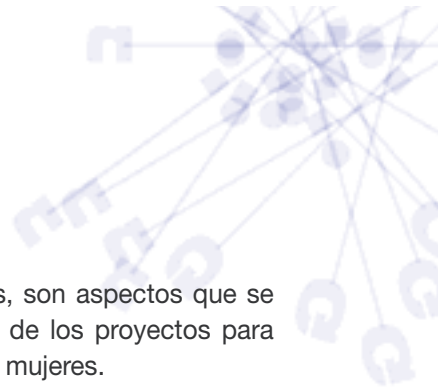 s, son aspectos que se
de los proyectos para
mujeres.